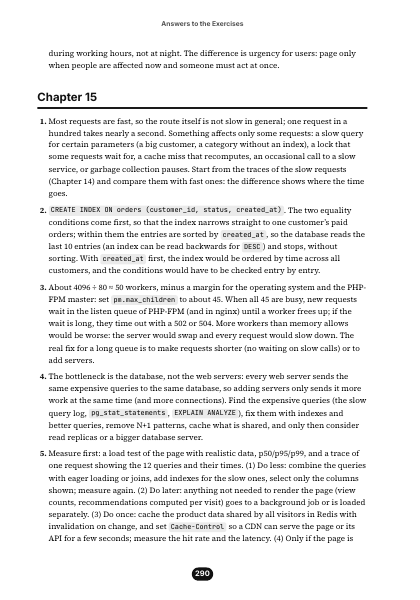 Answers to the Exercises
during working hours, not at night. The difference is urgency for users: page only
when people are affected now and someone must act at once.
Chapter 15
1. Most requests are fast, so the route itself is not slow in general; one request in a
hundred takes nearly a second. Something affects only some requests: a slow query
for certain parameters (a big customer, a category without an index), a lock that
some requests wait for, a cache miss that recomputes, an occasional call to a slow
service, or garbage collection pauses. Start from the traces of the slow requests
(Chapter 14) and compare them with fast ones: the difference shows where the time
goes.
2. CREATE INDEX ON orders (customer_id, status, created_at). The two equality
conditions come first, so that the index narrows straight to one customer's paid
orders; within them the entries are sorted by created_at, so the database reads the
last 10 entries (an index can be read backwards for DESC) and stops, without
sorting. With created_at first, the index would be ordered by time across all
customers, and the conditions would have to be checked entry by entry.
3. About 4096 ÷ 80 ≈ 50 workers, minus a margin for the operating system and the PHP-
FPM master: set pm.max_children to about 45. When all 45 are busy, new requests
wait in the listen queue of PHP-FPM (and in nginx) until a worker frees up; if the
wait is long, they time out with a 502 or 504. More workers than memory allows
would be worse: the server would swap and every request would slow down. The
real fix for a long queue is to make requests shorter (no waiting on slow calls) or to
add servers.
4. The bottleneck is the database, not the web servers: every web server sends the
same expensive queries to the same database, so adding servers only sends it more
work at the same time (and more connections). Find the expensive queries (the slow
query log, pg_stat_statements, EXPLAIN ANALYZE), fix them with indexes and
better queries, remove N+1 patterns, cache what is shared, and only then consider
read replicas or a bigger database server.
5. Measure first: a load test of the page with realistic data, p50/p95/p99, and a trace of
one request showing the 12 queries and their times. (1) Do less: combine the queries
with eager loading or joins, add indexes for the slow ones, select only the columns
shown; measure again. (2) Do later: anything not needed to render the page (view
counts, recommendations computed per visit) goes to a background job or is loaded
separately. (3) Do once: cache the product data shared by all visitors in Redis with
invalidation on change, and set Cache-Control so a CDN can serve the page or its
API for a few seconds; measure the hit rate and the latency. (4) Only if the page is
290